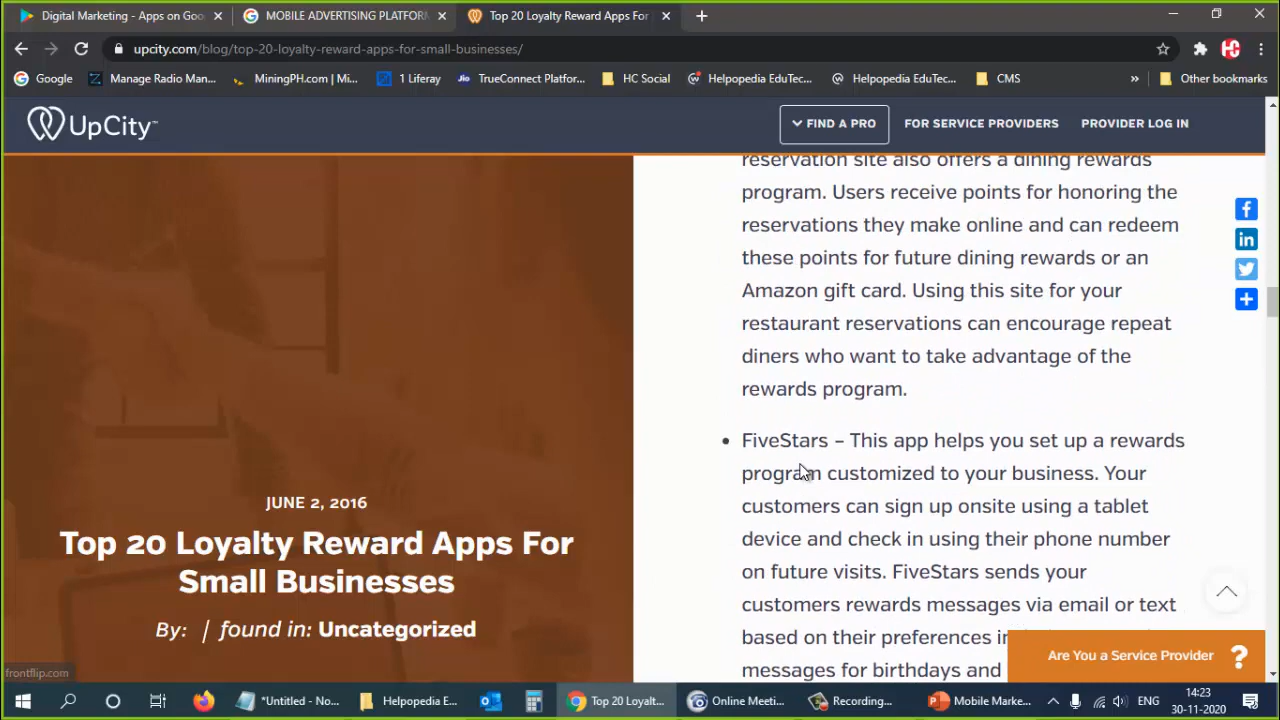 Digital Marketing - Apps on Goo
MOBILE ADVERTISING PLATFORM
Top 20 Loyalty Reward Apps For
upcity.com/blog/top-20-loyalty-reward-apps-for-small-businesses/
Google
Manage Radio Man...
MiningPH.com | Mi...
1 Liferay
TrueConnect Platfor...
HC Social
Helpopedia EduTec...
Helpopedia EduTec...
CMS
»
Other bookmarks
UpCity™
FIND A PRO
FOR SERVICE PROVIDERS
PROVIDER LOG IN
JUNE 2, 2016
Top 20 Loyalty Reward Apps For
Small Businesses
By: / found in: Uncategorized
reservation site also offers a dining rewards
program. Users receive points for honoring the
reservations they make online and can redeem
these points for future dining rewards or an
Amazon gift card. Using this site for your
restaurant reservations can encourage repeat
diners who want to take advantage of the
rewards program.
• FiveStars – This app helps you set up a rewards
program customized to your business. Your
customers can sign up onsite using a tablet
device and check in using their phone number
on future visits. FiveStars sends your
customers rewards messages via email or text
based on their preferences
messages for birthdays and
Are You a Service Provider ?
frontflip.com
*Untitled - No...
Helpopedia E...
Top 20 Loyalt...
Online Meeti...
Recording...
Mobile Marke...
ENG
14:23
30-11-2020